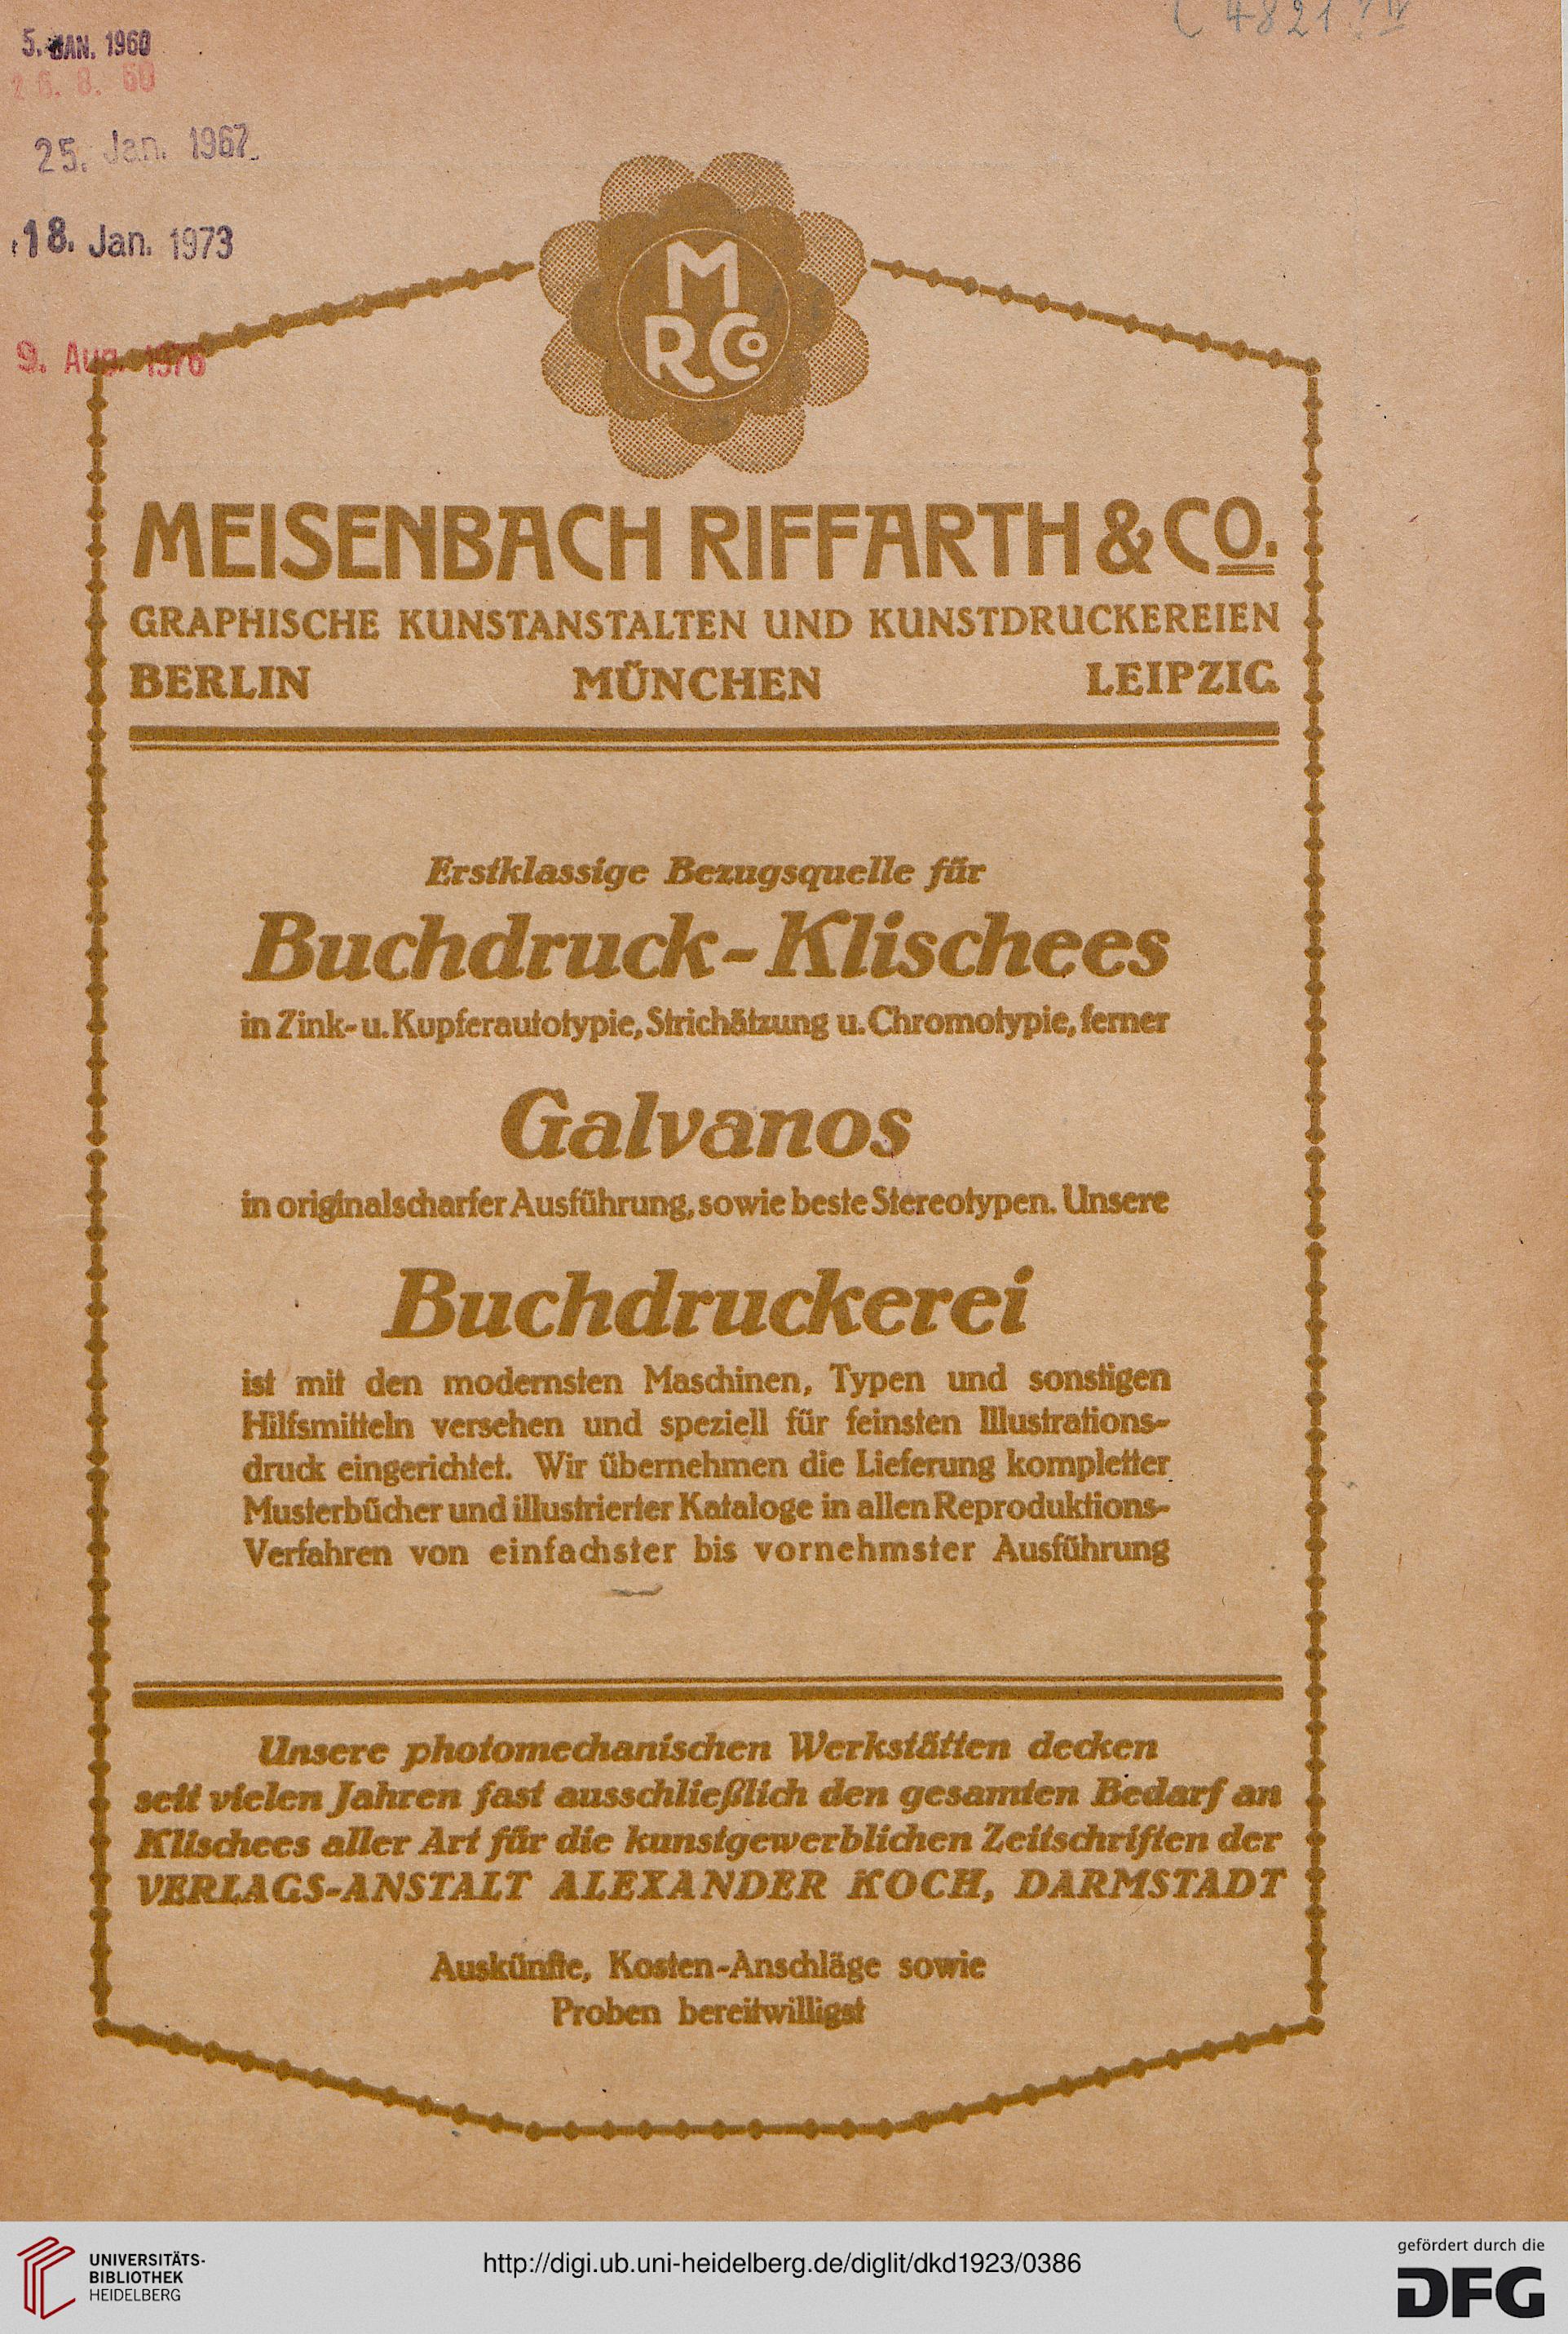 5. JAN. 1960
26. 8. 60
25. Jan. 1967
18. Jan. 1973
9. Aug. 1976
M
R Co
MEISENBACH RIFFARTH & CO.
GRAPHISCHE KUNSTANSTALTEN UND KUNSTDRUCKEREIEN
BERLIN MÜNCHEN LEIPZIG
Erstklassige Bezugsquelle für
Buchdruck-Klischees
in Zink- u. Kupferautotypie, Strichätzung u. Chromotypie, ferner
Galvanos
in originalscharfer Ausführung, sowie beste Stereotypen. Unsere
Buchdruckerei
ist mit den modernsten Maschinen, Typen und sonstigen
Hilfsmitteln versehen und speziell für feinsten Illustrations-
druck eingerichtet. Wir übernehmen die Lieferung kompletter
Musterbücher und illustrierter Kataloge in allen Reproduktions-
Verfahren von einfachster bis vornehmster Ausführung
Unsere photomechanischen Werkstätten decken
seit vielen Jahren fast ausschließlich den gesamten Bedarf an
Klischees aller Art für die kunstgewerblichen Zeitschriften der
VERLAGS-ANSTALT ALEXANDER KOCH, DARMSTADT
Auskünfte, Kosten-Anschläge sowie
Proben bereitwilligst
UNIVERSITÄTS-
BIBLIOTHEK
HEIDELBERG
http://digi.ub.uni-heidelberg.de/diglit/dkd1923/0386
gefördert durch die
DFG